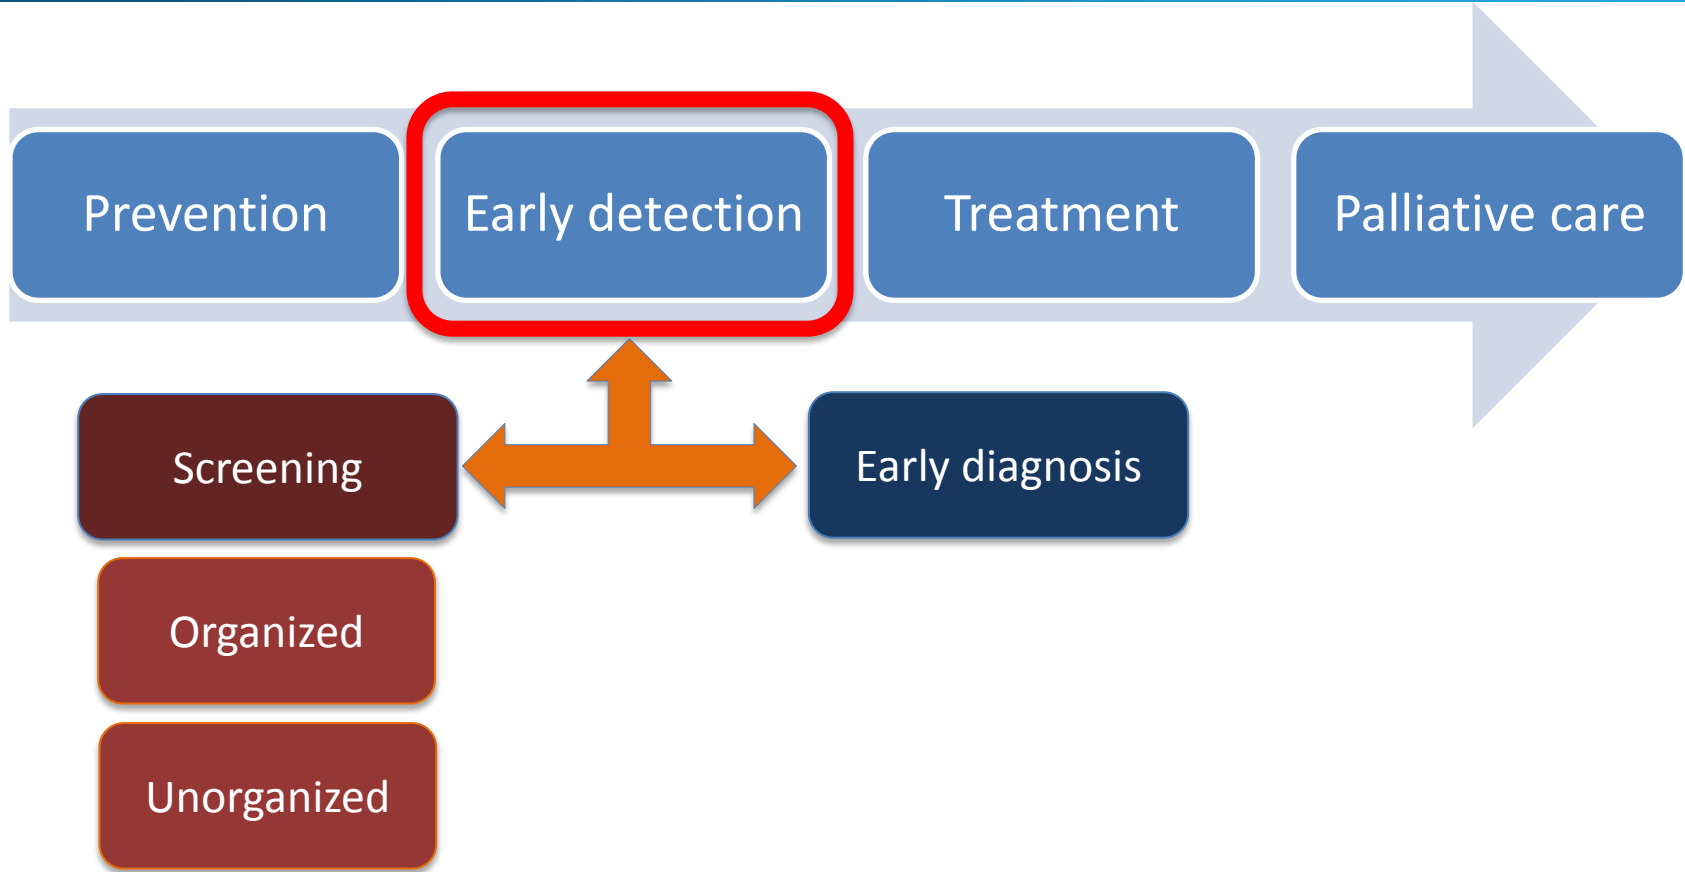 Prevention
Early detection
Treatment
Palliative care
Screening
Early diagnosis
Organized
Unorganized